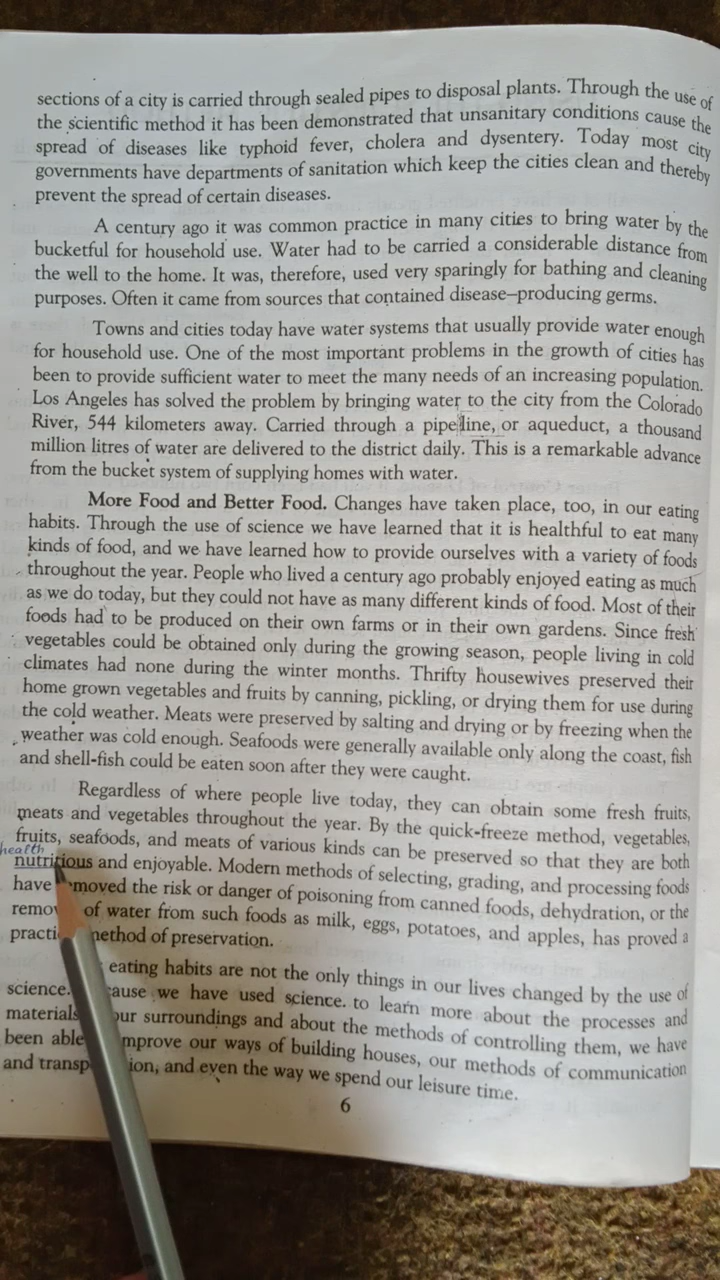 sections of a city is carried through sealed pipes to disposal plants. Through the use of
the scientific method it has been demonstrated that unsanitary conditions cause the
spread of diseases like typhoid fever, cholera and dysentery. Today most city
governments have departments of sanitation which keep the cities clean and thereby
prevent the spread of certain diseases.
A century ago it was common practice in many cities to bring water by the
bucketful for household use. Water had to be carried a considerable distance from
the well to the home. It was, therefore, used very sparingly for bathing and cleaning
purposes. Often it came from sources that contained disease–producing germs.
Towns and cities today have water systems that usually provide water enough
for household use. One of the most important problems in the growth of cities has
been to provide sufficient water to meet the many needs of an increasing population.
Los Angeles has solved the problem by bringing water to the city from the Colorado
River, 544 kilometers away. Carried through a pipe line, or aqueduct, a thousand
million litres of water are delivered to the district daily. This is a remarkable advance
from the bucket system of supplying homes with water.
More Food and Better Food. Changes have taken place, too, in our eating
habits. Through the use of science we have learned that it is healthful to eat many
kinds of food, and we have learned how to provide ourselves with a variety of foods
throughout the year. People who lived a century ago probably enjoyed eating as much
as we do today, but they could not have as many different kinds of food. Most of their
foods had to be produced on their own farms or in their own gardens. Since fresh
vegetables could be obtained only during the growing season, people living in cold
climates had none during the winter months. Thrifty housewives preserved their
home grown vegetables and fruits by canning, pickling, or drying them for use during
the cold weather. Meats were preserved by salting and drying or by freezing when the
weather was cold enough. Seafoods were generally available only along the coast, fish
and shell-fish could be eaten soon after they were caught.
Regardless of where people live today, they can obtain some fresh fruits,
meats and vegetables throughout the year. By the quick-freeze method, vegetables,
fruits, seafoods, and meats of various kinds can be preserved so that they are both
health
nutritious and enjoyable. Modern methods of selecting, grading, and processing foods
have moved the risk or danger of poisoning from canned foods, dehydration, or the
remov of water from such foods as milk, eggs, potatoes, and apples, has proved a
practi method of preservation.
eating habits are not the only things in our lives changed by the use of
science. cause we have used science. to learn more about the processes and
materials our surroundings and about the methods of controlling them, we have
been able mprove our ways of building houses, our methods of communication
and transp ion, and even the way we spend our leisure time.
6